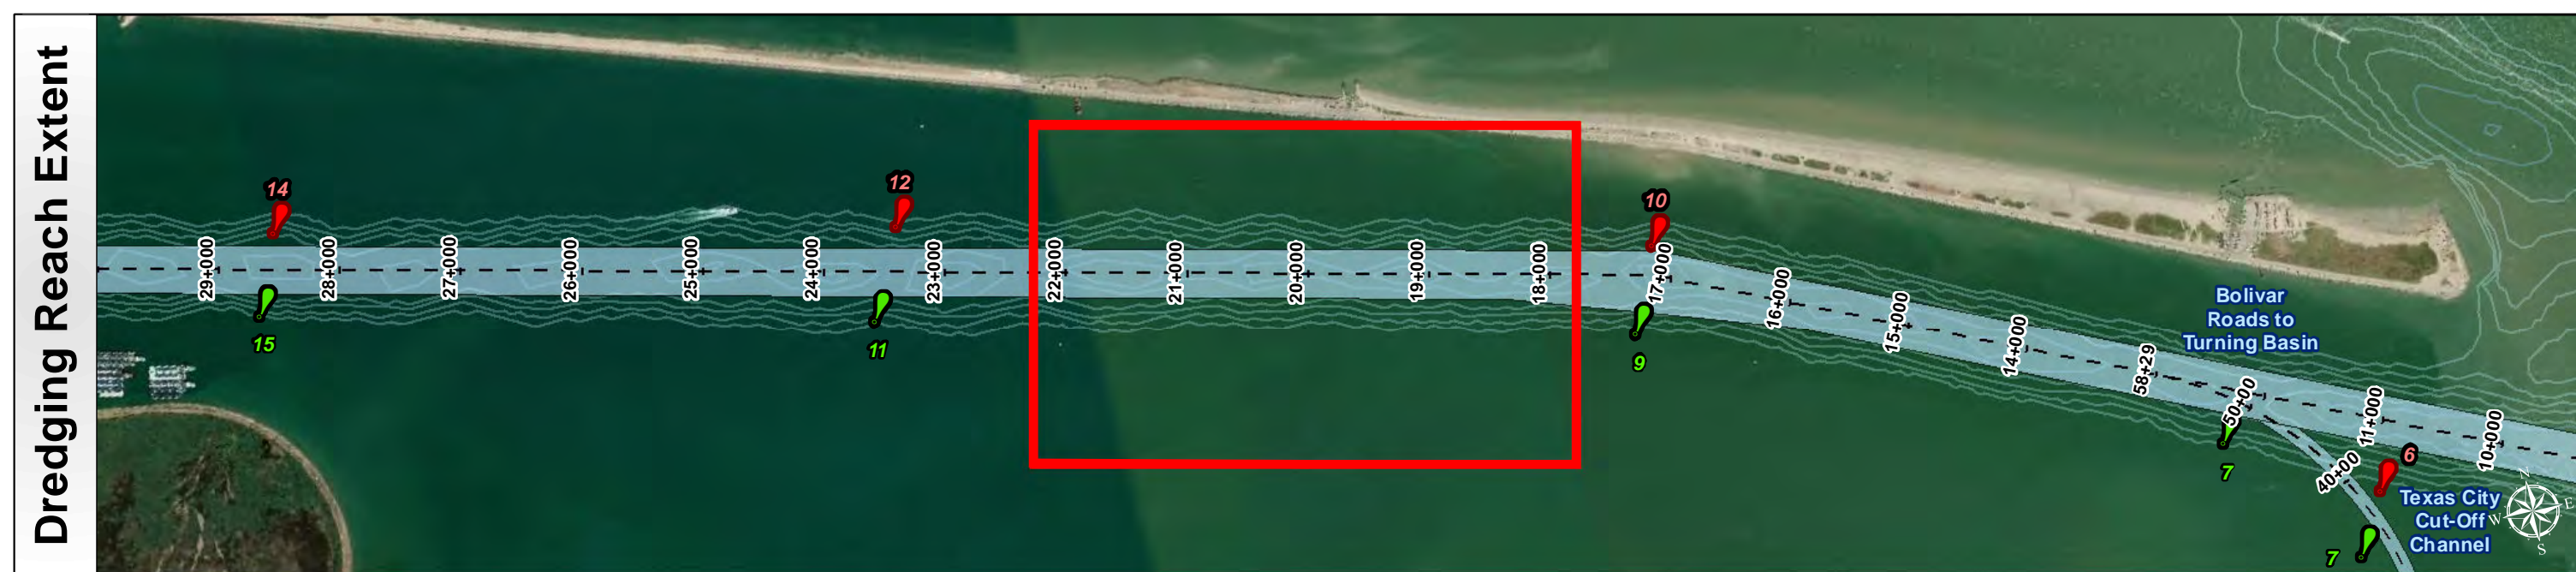 Dredging Reach Extent
14
12
10
29+000
28+000
27+000
26+000
25+000
24+000
23+000
22+000
21+000
20+000
19+000
18+000
17+000
16+000
15+000
14+000
58+29
50+00
11+000
10+000
40+00
15
11
9
7
6
7
Bolivar
Roads to
Turning Basin
Texas City
Cut-Off
Channel
N
E
S
W